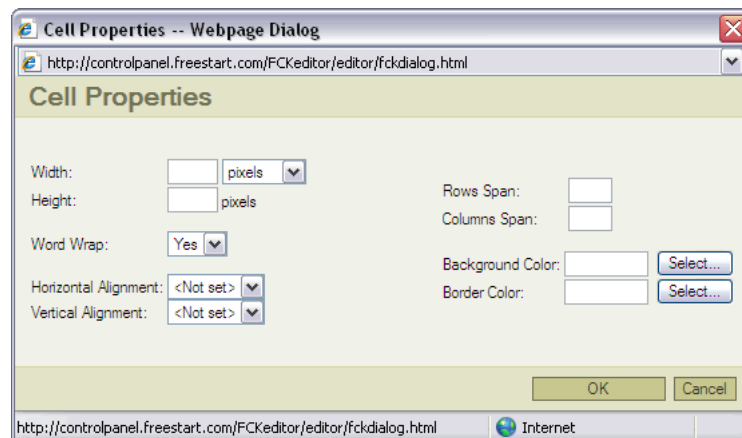 Cell Properties -- Webpage Dialog
http://controlpanel.freestart.com/FCKeditor/editor/fckdialog.html
Cell Properties
Width: pixels
Height: pixels
Word Wrap: Yes
Horizontal Alignment: <Not set>
Vertical Alignment: <Not set>
Rows Span:
Columns Span:
Background Color: Select...
Border Color: Select...
OK Cancel
http://controlpanel.freestart.com/FCKeditor/editor/fckdialog.html Internet